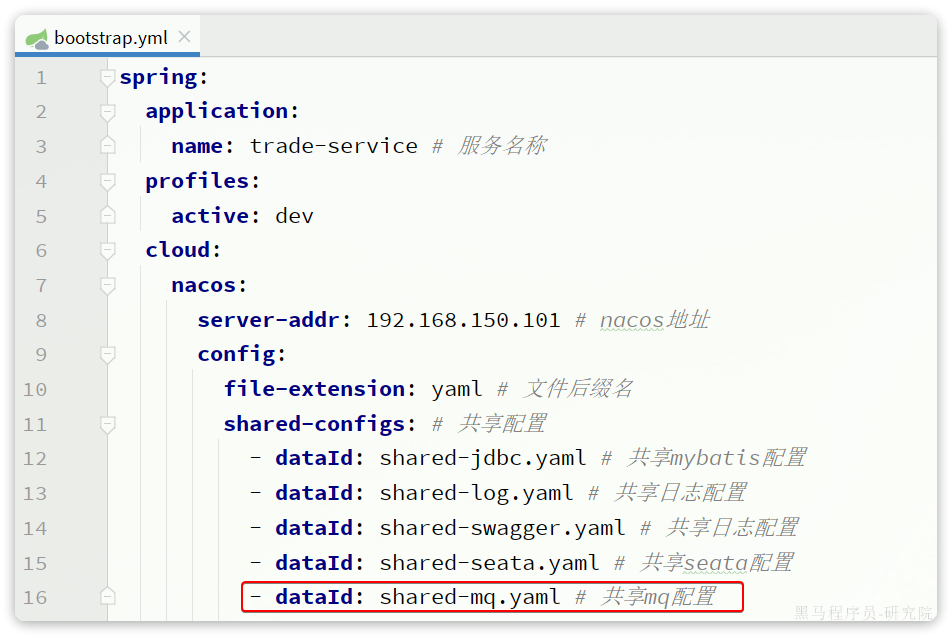 bootstrap.yml
1 spring:
2 application:
3 name: trade-service # 服务名称
4 profiles:
5 active: dev
6 cloud:
7 nacos:
8 server-addr: 192.168.150.101 # nacos地址
9 config:
10 file-extension: yaml # 文件后缀名
11 shared-configs: # 共享配置
12 - dataId: shared-jdbc.yaml # 共享mybatis配置
13 - dataId: shared-log.yaml # 共享日志配置
14 - dataId: shared-swagger.yaml # 共享日志配置
15 - dataId: shared-seata.yaml # 共享seata配置
16 - dataId: shared-mq.yaml # 共享mq配置
黑马程序员-研究院